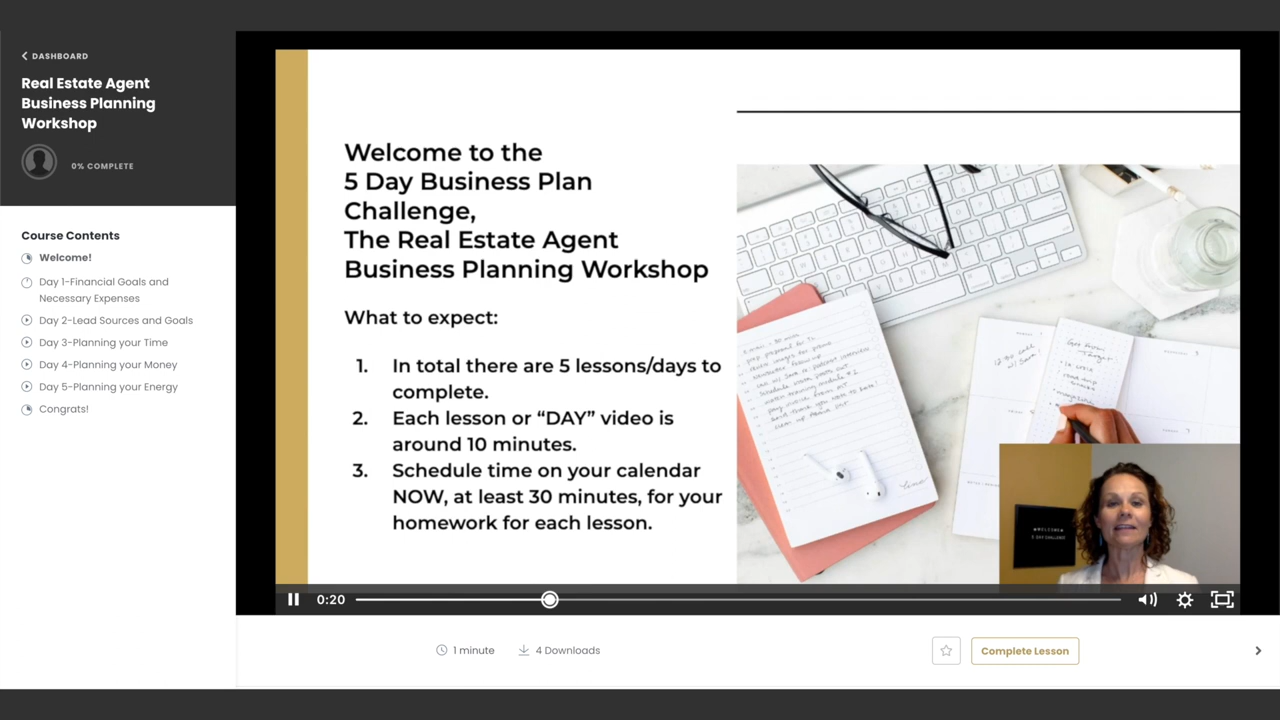 DASHBOARD
Real Estate Agent
Business Planning
Workshop
0% COMPLETE
Course Contents
Welcome!
Day 1-Financial Goals and
Necessary Expenses
Day 2-Lead Sources and Goals
Day 3-Planning your Time
Day 4-Planning your Money
Day 5-Planning your Energy
Congrats!
Welcome to the
5 Day Business Plan
Challenge,
The Real Estate Agent
Business Planning Workshop
What to expect:
1. In total there are 5 lessons/days to
complete.
2. Each lesson or “DAY” video is
around 10 minutes.
3. Schedule time on your calendar
NOW, at least 30 minutes, for your
homework for each lesson.
5 DAY CHALLENGE
0:20
1 minute
4 Downloads
Complete Lesson